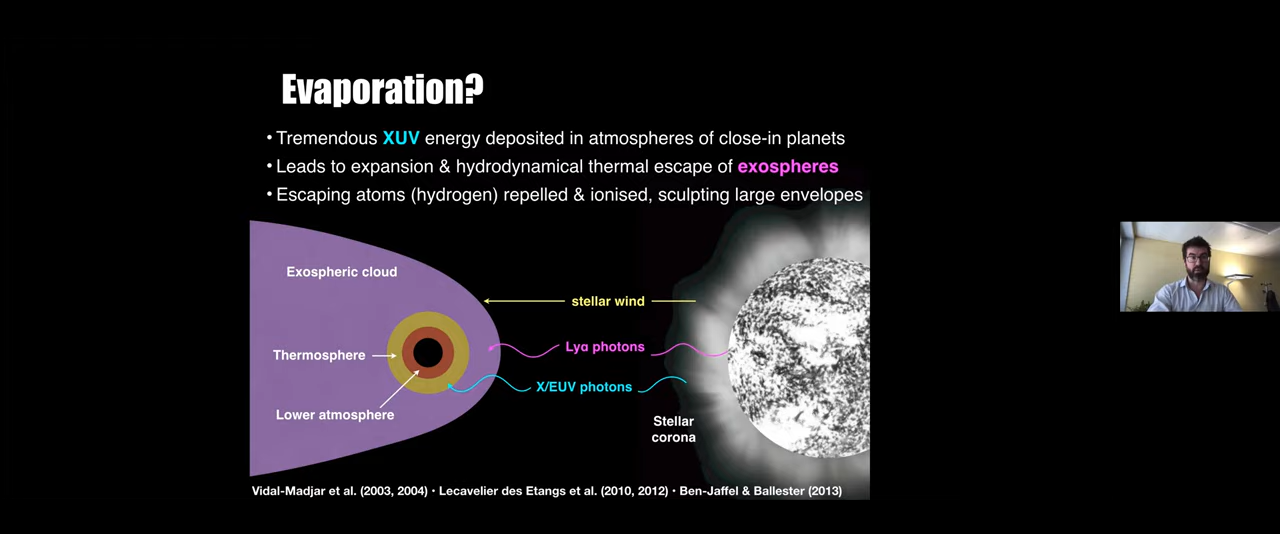 Evaporation?
• Tremendous XUV energy deposited in atmospheres of close-in planets
• Leads to expansion & hydrodynamical thermal escape of exospheres
• Escaping atoms (hydrogen) repelled & ionised, sculpting large envelopes
Exospheric cloud
stellar wind
Thermosphere
Lyα photons
X/EUV photons
Lower atmosphere
Stellar
corona
Vidal-Madjar et al. (2003, 2004) • Lecavelier des Etangs et al. (2010, 2012) • Ben-Jaffel & Ballester (2013)